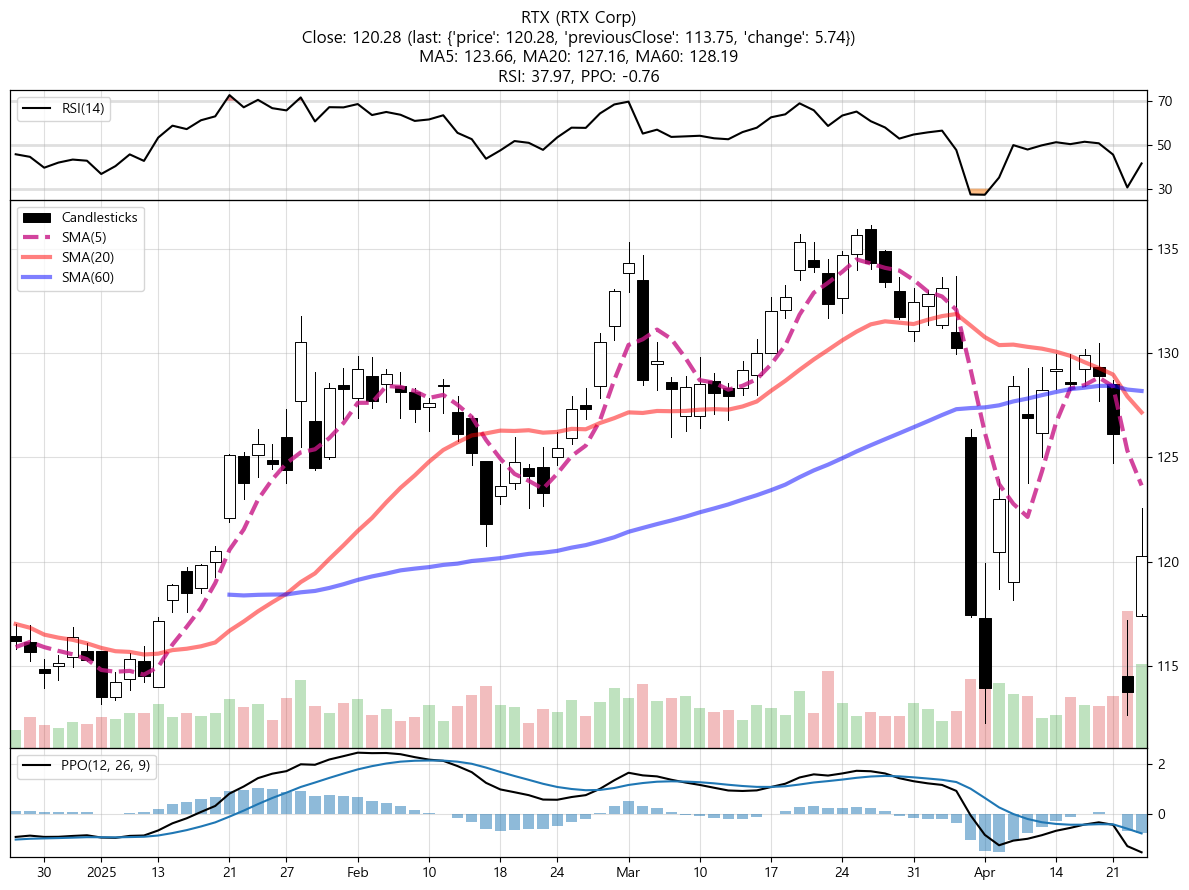 RTX (RTX Corp)
Close: 120.28 (last: {'price': 120.28, 'previousClose': 113.75, 'change': 5.74})
MA5: 123.66, MA20: 127.16, MA60: 128.19
RSI: 37.97, PPO: -0.76
RSI(14)
70
50
30
Candlesticks
SMA(5)
SMA(20)
SMA(60)
135
130
125
120
115
PPO(12, 26, 9)
2
0
30 2025 13 21 27 Feb 10 18 24 Mar 10 17 24 31 Apr 14 21